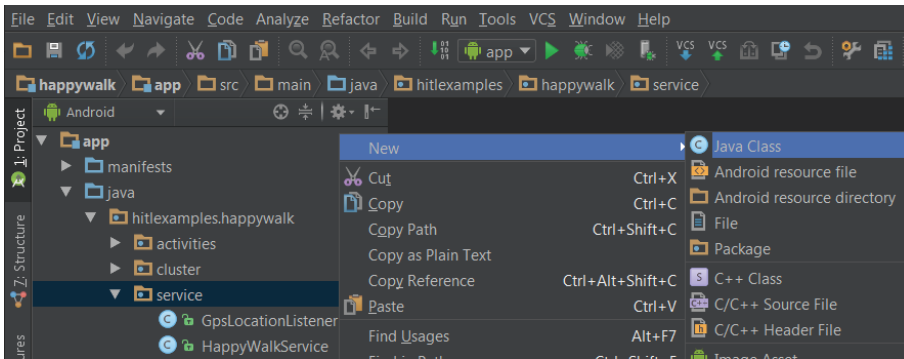 File Edit View Navigate Code Analyze Refactor Build Run Tools VCS Window Help
app VCS VCS
happywalk app src main java hitlexamples happywalk service
1: Project
Android
app
manifests
java
hitlexamples.happywalk
activities
cluster
service
GpsLocationListener
HappyWalkService
Z: Structure
New
Cut Ctrl+X
Copy Ctrl+C
Copy Path Ctrl+Shift+C
Copy as Plain Text
Copy Reference Ctrl+Alt+Shift+C
Paste Ctrl+V
Find Usages Alt+F7
Java Class
Android resource file
Android resource directory
File
Package
C++ Class
C/C++ Source File
C/C++ Header File
Image Asset